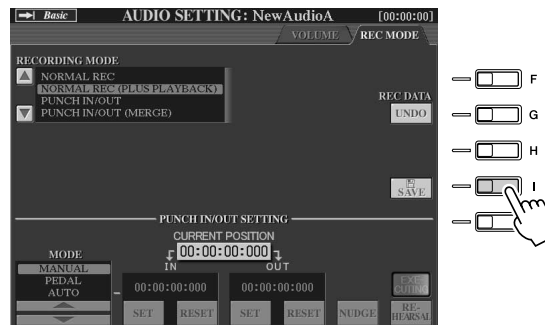 Basic AUDIO SETTING: NewAudioA [00:00:00]
VOLUME REC MODE
RECORDING MODE
NORMAL REC
NORMAL REC (PLUS PLAYBACK)
PUNCH IN/OUT
PUNCH IN/OUT (MERGE)
REC DATA
UNDO
SAVE
F
G
H
I
PUNCH IN/OUT SETTING
CURRENT POSITION
00:00:00:000
IN OUT
MODE
MANUAL
PEDAL
AUTO
00:00:00:000 00:00:00:000
EXE-
CUTING
SET RESET SET RESET NUDGE RE-
HEARSAL